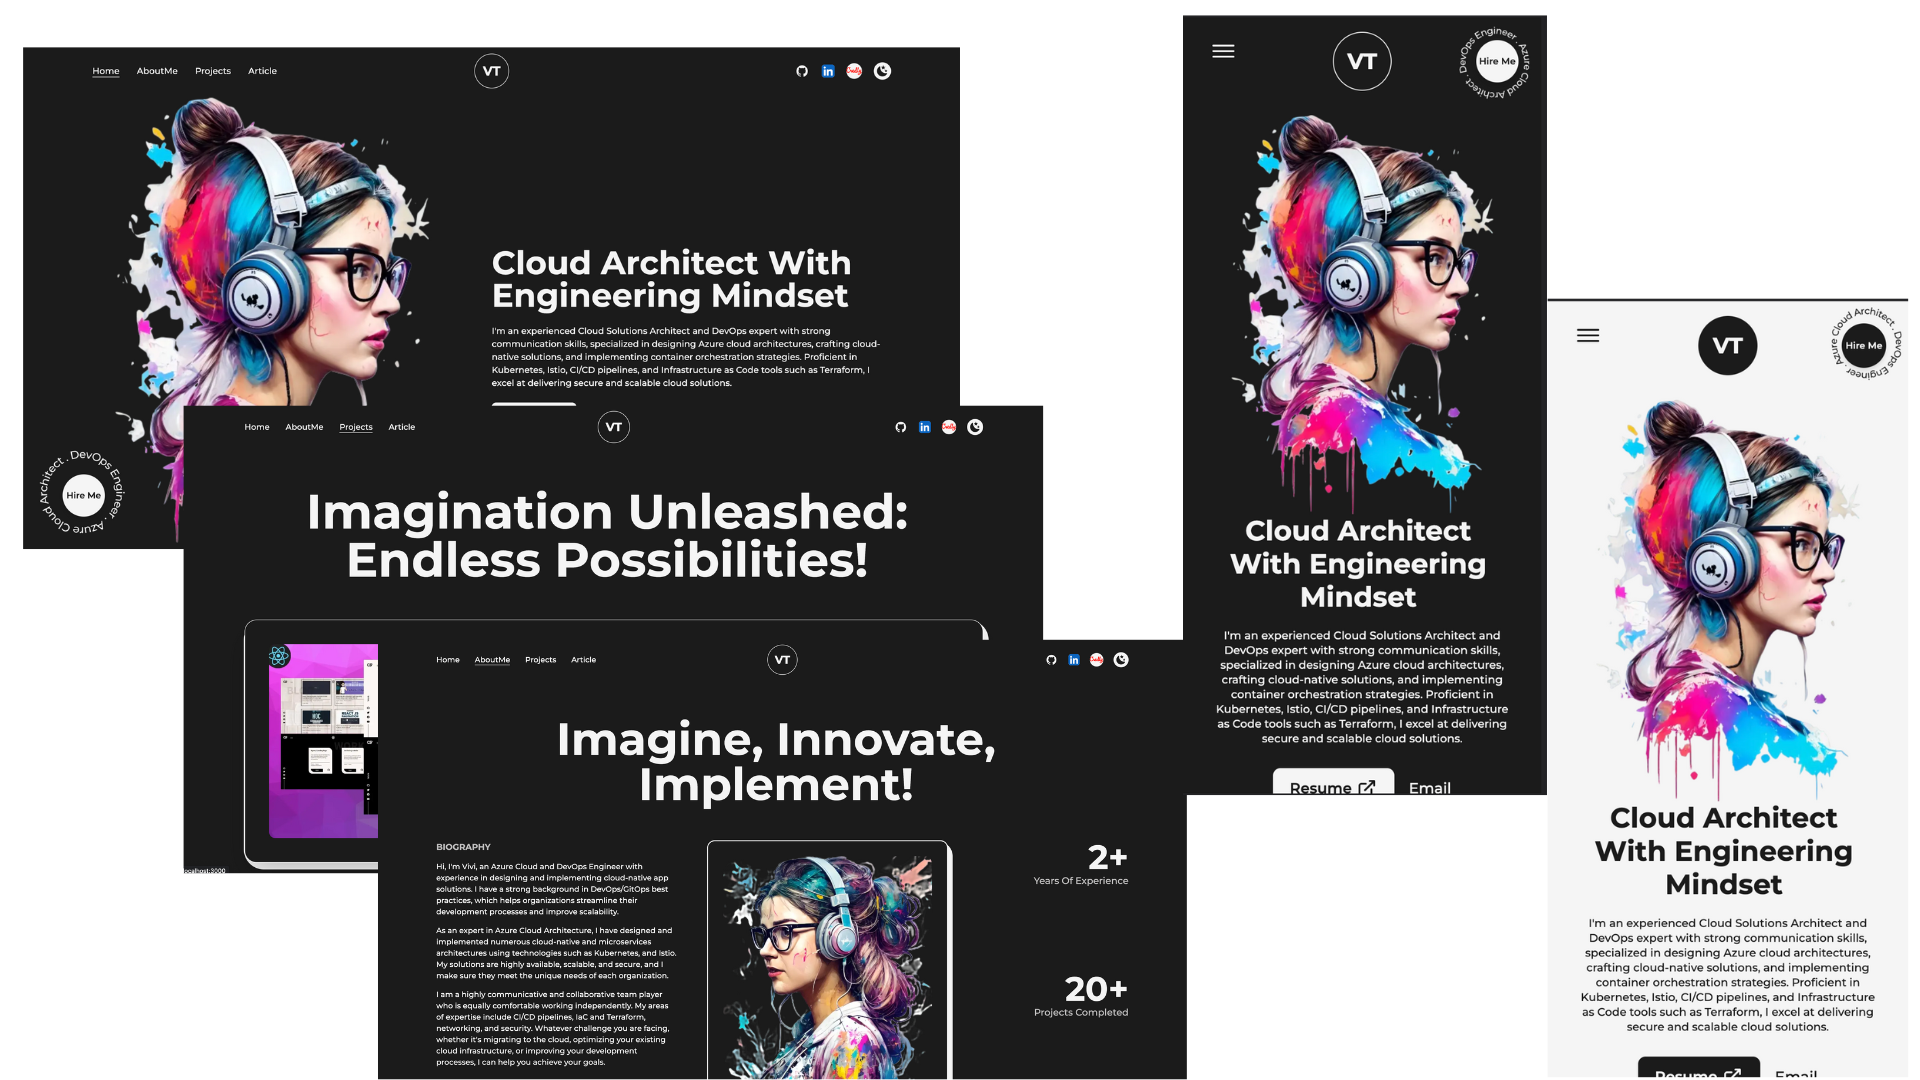 Home AboutMe Projects Article
VT
in
Cloud Architect With
Engineering Mindset
I'm an experienced Cloud Solutions Architect and DevOps expert with strong
communication skills, specialized in designing Azure cloud architectures, crafting cloud-
native solutions, and implementing container orchestration strategies. Proficient in
Kubernetes, Istio, CI/CD pipelines, and Infrastructure as Code tools such as Terraform, I
excel at delivering secure and scalable cloud solutions.
Hire Me
Azure Cloud Architect . DevOps Engineer .
Home AboutMe Projects Article
VT
in
Imagination Unleashed:
Endless Possibilities!
ocalhost:3000
Home AboutMe Projects Article
VT
in
Imagine, Innovate,
Implement!
BIOGRAPHY
Hi, I'm Vivi, an Azure Cloud and DevOps Engineer with
experience in designing and implementing cloud-native app
solutions. I have a strong background in DevOps/GitOps best
practices, which helps organizations streamline their
development processes and improve scalability.
As an expert in Azure Cloud Architecture, I have designed and
implemented numerous cloud-native and microservices
architectures using technologies such as Kubernetes, and Istio.
My solutions are highly available, scalable, and secure, and I
make sure they meet the unique needs of each organization.
I am a highly communicative and collaborative team player
who is equally comfortable working independently. My areas
of expertise include CI/CD pipelines, IaC and Terraform,
networking, and security. Whatever challenge you are facing,
whether it's migrating to the cloud, optimizing your existing
cloud infrastructure, or improving your development
processes, I can help you achieve your goals.
2+
Years Of Experience
20+
Projects Completed
VT
Hire Me
Azure Cloud Architect . DevOps Engineer .
Cloud Architect
With Engineering
Mindset
I'm an experienced Cloud Solutions Architect and
DevOps expert with strong communication skills,
specialized in designing Azure cloud architectures,
crafting cloud-native solutions, and implementing
container orchestration strategies. Proficient in
Kubernetes, Istio, CI/CD pipelines, and Infrastructure
as Code tools such as Terraform, I excel at delivering
secure and scalable cloud solutions.
Resume Email
VT
Hire Me
Azure Cloud Architect . DevOps Engineer .
Cloud Architect
With Engineering
Mindset
I'm an experienced Cloud Solutions Architect and
DevOps expert with strong communication skills,
specialized in designing Azure cloud architectures,
crafting cloud-native solutions, and implementing
container orchestration strategies. Proficient in
Kubernetes, Istio, CI/CD pipelines, and Infrastructure
as Code tools such as Terraform, I excel at delivering
secure and scalable cloud solutions.
Resume Email